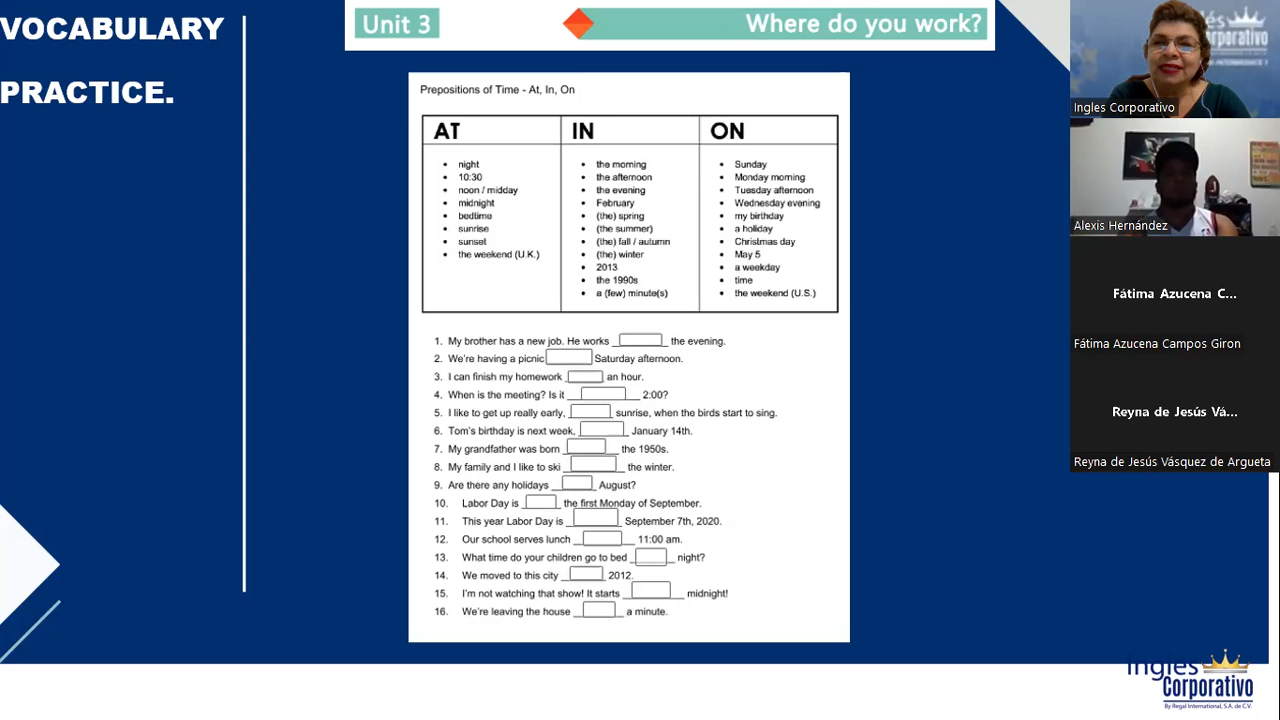 VOCABULARY
PRACTICE.
Unit 3
Where do you work?
Prepositions of Time - At, In, On
AT
night
10:30
noon / midday
midnight
bedtime
sunrise
sunset
the weekend (U.K.)
IN
the morning
the afternoon
the evening
February
(the) spring
(the summer)
(the) fall / autumn
(the) winter
2013
the 1990s
a (few) minute(s)
ON
Sunday
Monday morning
Tuesday afternoon
Wednesday evening
my birthday
a holiday
Christmas day
May 5
a weekday
time
the weekend (U.S.)
1. My brother has a new job. He works the evening.
2. We're having a picnic Saturday afternoon.
3. I can finish my homework an hour.
4. When is the meeting? Is it 2:00?
5. I like to get up really early, sunrise, when the birds start to sing.
6. Tom's birthday is next week, January 14th.
7. My grandfather was born the 1950s.
8. My family and I like to ski the winter.
9. Are there any holidays August?
10. Labor Day is the first Monday of September.
11. This year Labor Day is September 7th, 2020.
12. Our school serves lunch 11:00 am.
13. What time do your children go to bed night?
14. We moved to this city 2012.
15. I'm not watching that show! It starts midnight!
16. We're leaving the house a minute.
Ingles Corporativo
Alexis Hernández
Fátima Azucena C...
Fátima Azucena Campos Giron
Reyna de Jesús Vá...
Reyna de Jesús Vásquez de Argueta
Ingles
Corporativo
By Regal International, S.A. de C.V.